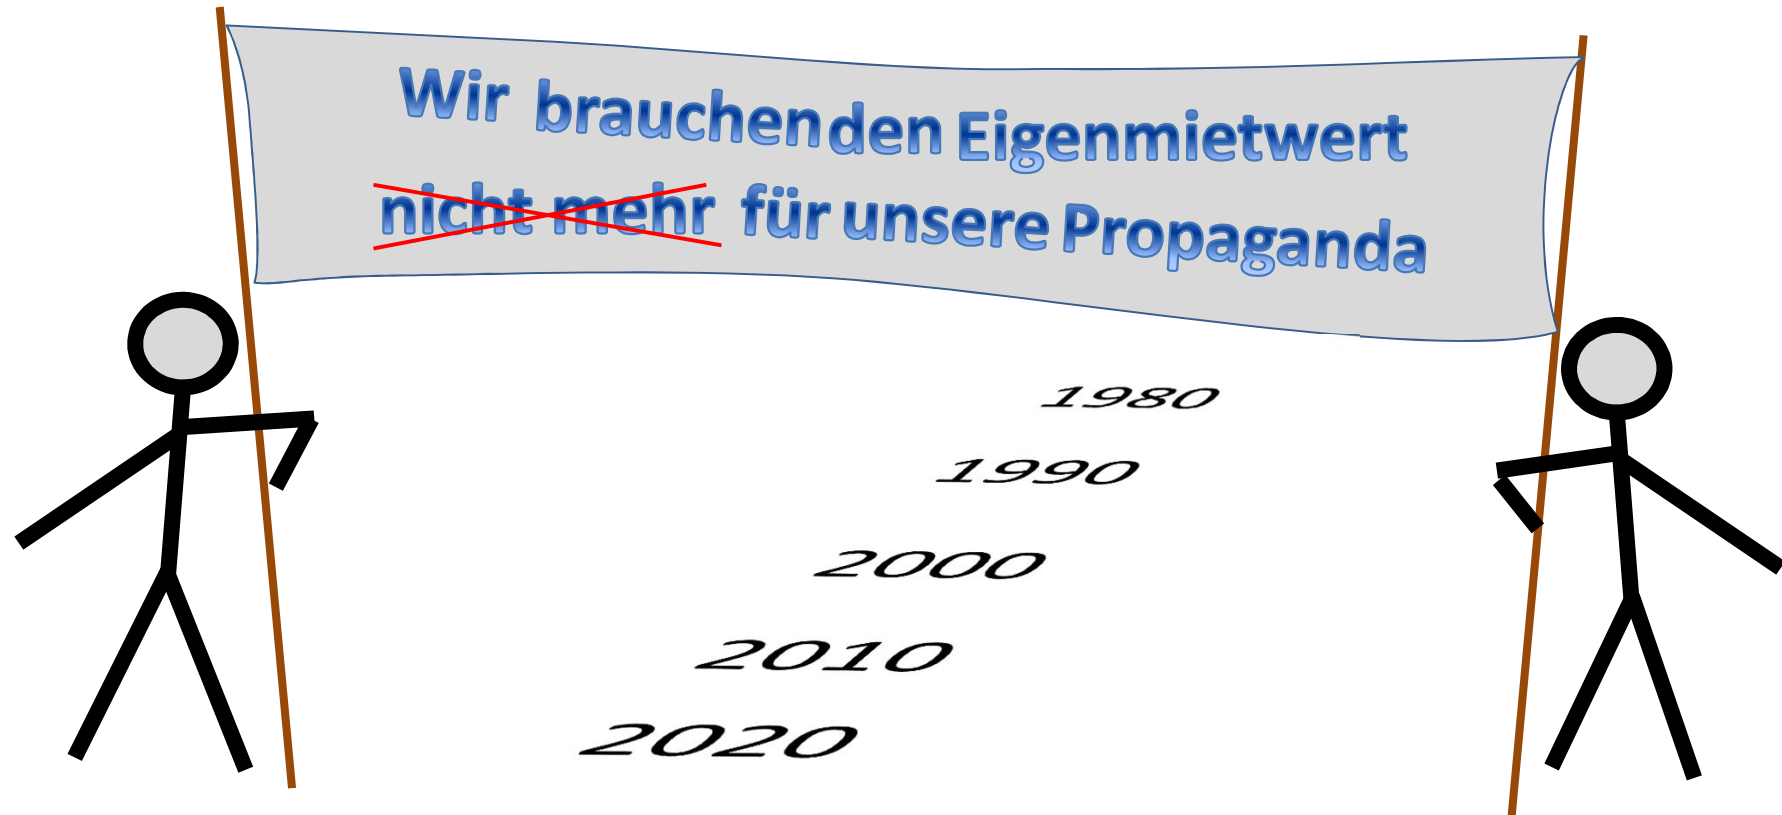 Wir brauchen den Eigenmietwert
nicht mehr für unsere Propaganda
1980
1990
2000
2010
2020